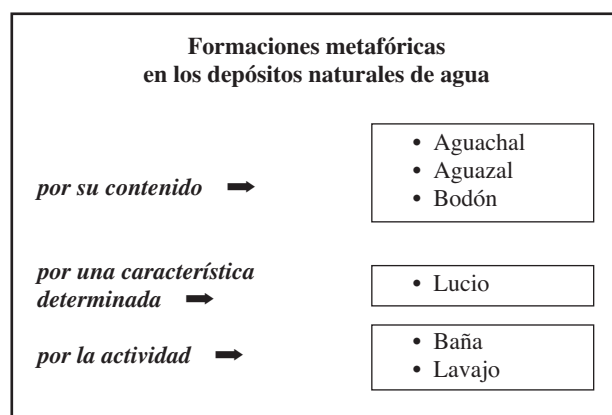 Formaciones metafóricas
en los depósitos naturales de agua
por su contenido ➡
• Aguachal
• Aguazal
• Bodón
por una característica
determinada ➡
• Lucio
por la actividad ➡
• Baña
• Lavajo